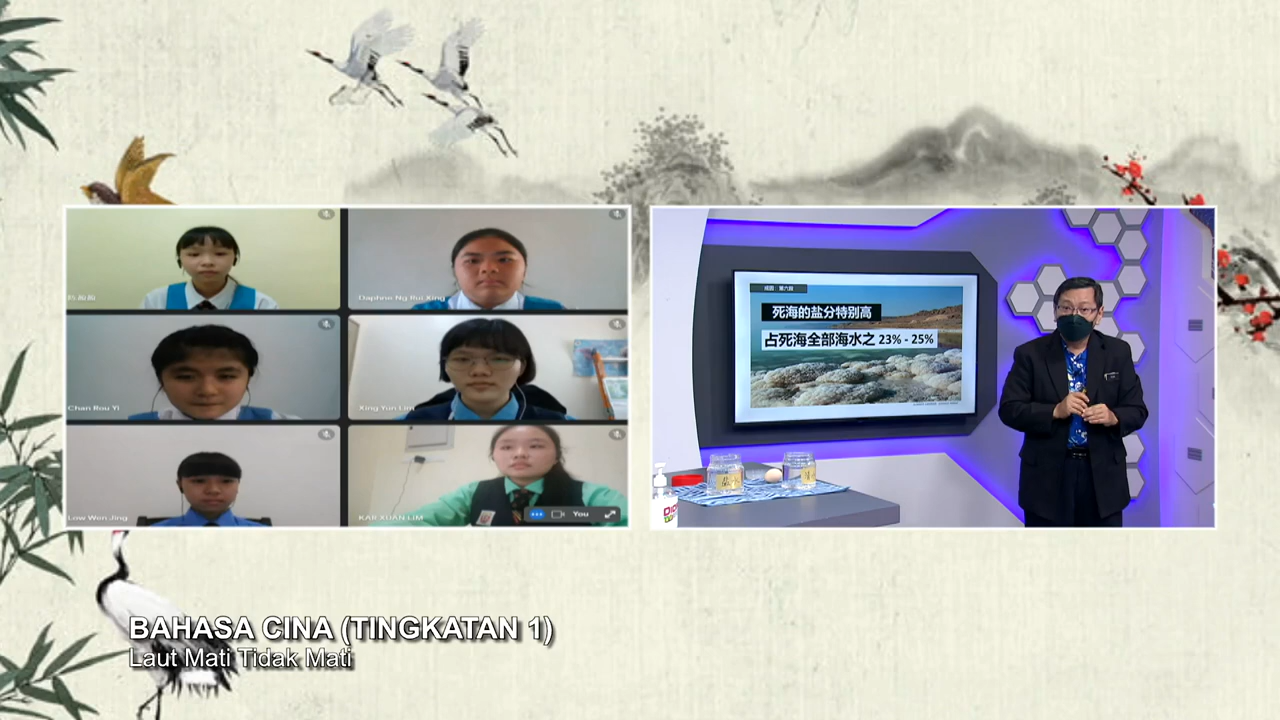 Daphne Ng Rui Xing
Chan Rou Yi
Xing Yun Lim
Low Wen Jing
KAR XUAN LIM
You
死海的盐分特别高
占死海全部海水之 23% - 25%
BAHASA CINA (TINGKATAN 1)
Laut Mati Tidak Mati